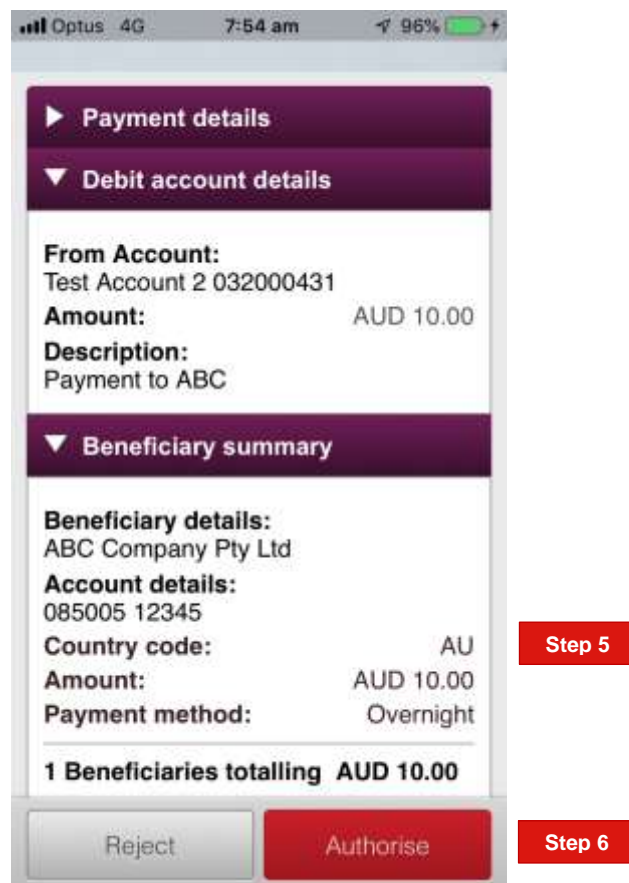 Optus 4G 7:54 am 96%
Payment details
Debit account details
From Account:
Test Account 2 032000431
Amount: AUD 10.00
Description:
Payment to ABC
Beneficiary summary
Beneficiary details:
ABC Company Pty Ltd
Account details:
085005 12345
Country code: AU
Step 5
Amount: AUD 10.00
Payment method: Overnight
1 Beneficiaries totalling AUD 10.00
Reject Authorise
Step 6